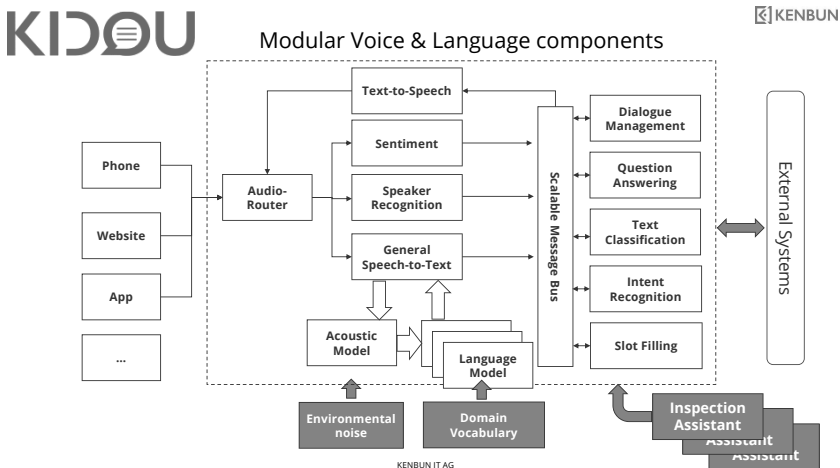 KIDOU
KENBUN
Modular Voice & Language components
Text-to-Speech
Sentiment
Speaker
Recognition
General
Speech-to-Text
Audio-
Router
Phone
Website
App
...
Scalable Message Bus
Dialogue
Management
Question
Answering
Text
Classification
Intent
Recognition
Slot Filling
External Systems
Acoustic
Model
Language
Model
Environmental
noise
Domain
Vocabulary
Inspection
Assistant
Assistant
Assistant
KENBUN IT AG